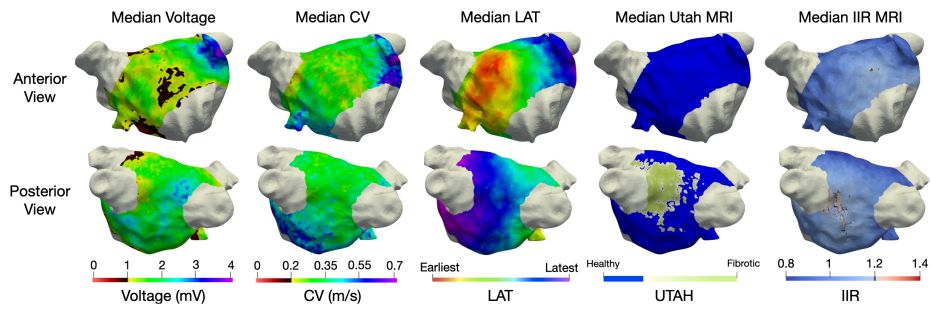 Median Voltage Median CV Median LAT Median Utah MRI Median IIR MRI
Anterior
View
Posterior
View
0 1 2 3 4
Voltage (mV)
0 0.2 0.35 0.55 0.7
CV (m/s)
Earliest Latest
LAT
Healthy Fibrotic
UTAH
0.8 1 1.2 1.4
IIR